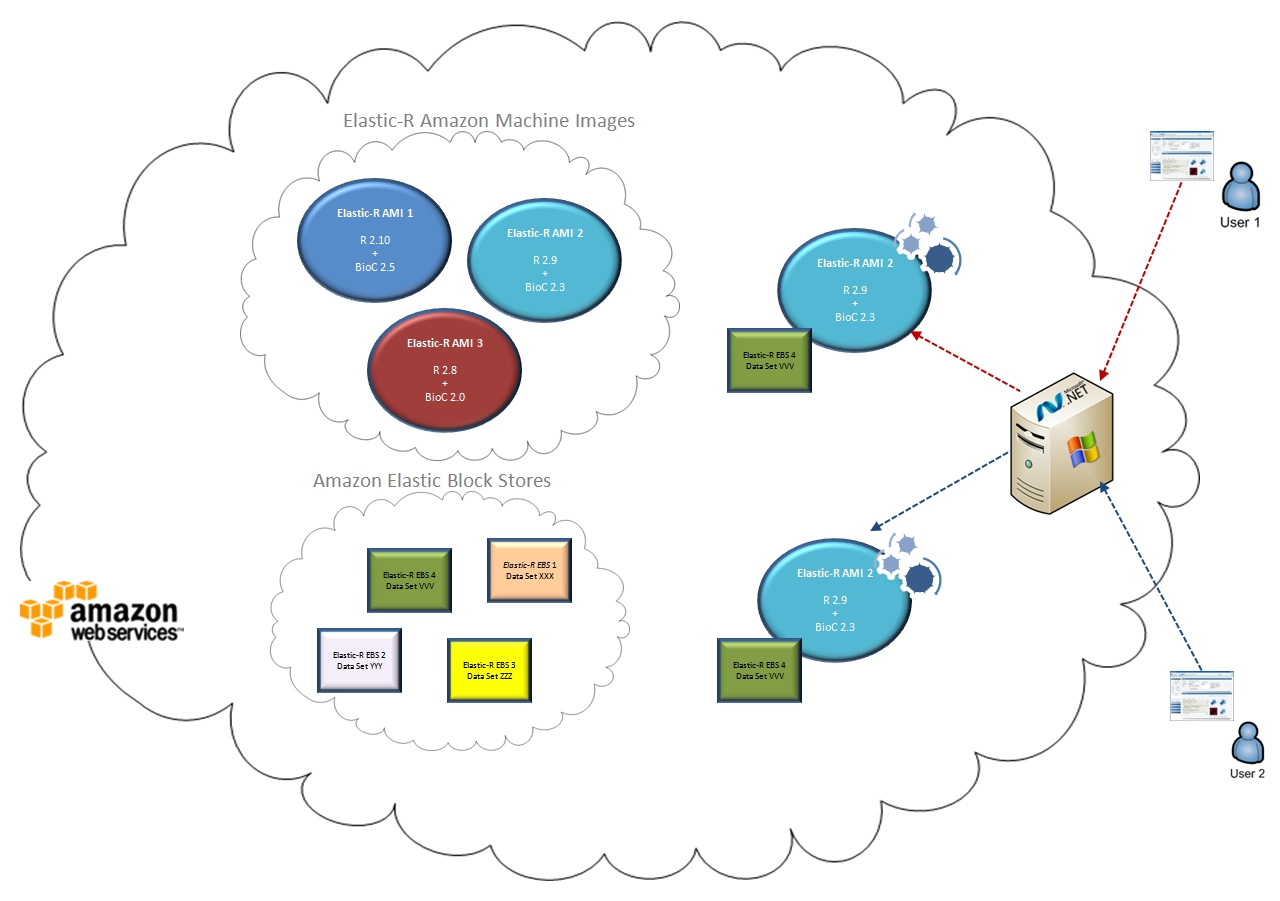 Elastic-R Amazon Machine Images
Elastic-R AMI 1
R 2.10
+
BioC 2.5
Elastic-R AMI 2
R 2.9
+
BioC 2.3
Elastic-R AMI 3
R 2.8
+
BioC 2.0
Amazon Elastic Block Stores
Elastic-R EBS 4
Data Set VVV
Elastic-R EBS 1
Data Set XXX
Elastic-R EBS 2
Data Set YYY
Elastic-R EBS 3
Data Set ZZZ
amazon
web services™
Elastic-R AMI 2
R 2.9
+
BioC 2.3
Elastic-R EBS 4
Data Set VVV
Elastic-R AMI 2
R 2.9
+
BioC 2.3
Elastic-R EBS 4
Data Set VVV
Microsoft
.NET
User 1
User 2